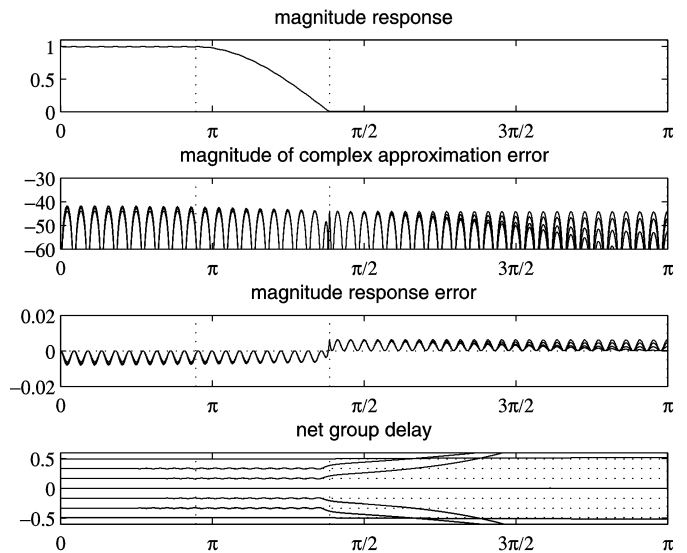 magnitude response
1
0.5
0
0 π π/2 3π/2 π
magnitude of complex approximation error
−30
−40
−50
−60
0 π π/2 3π/2 π
magnitude response error
0.02
0
−0.02
0 π π/2 3π/2 π
net group delay
0.5
0
−0.5
0 π π/2 3π/2 π